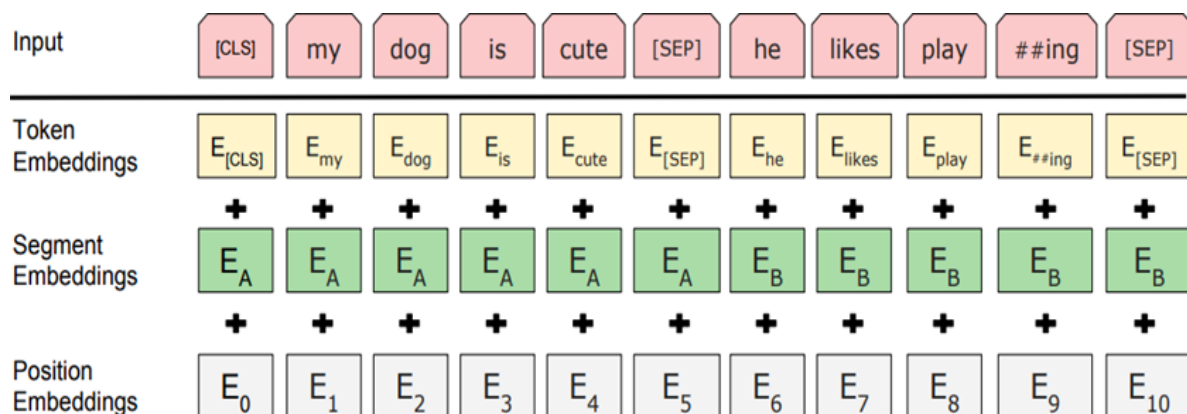 Input [CLS] my dog is cute [SEP] he likes play ##ing [SEP]
Token
Embeddings
E[CLS] Emy Edog Eis Ecute E[SEP] Ehe Elikes Eplay E##ing E[SEP]
+ + + + + + + + + + +
Segment
Embeddings
EA EA EA EA EA EA EB EB EB EB EB
+ + + + + + + + + + +
Position
Embeddings
E0 E1 E2 E3 E4 E5 E6 E7 E8 E9 E10